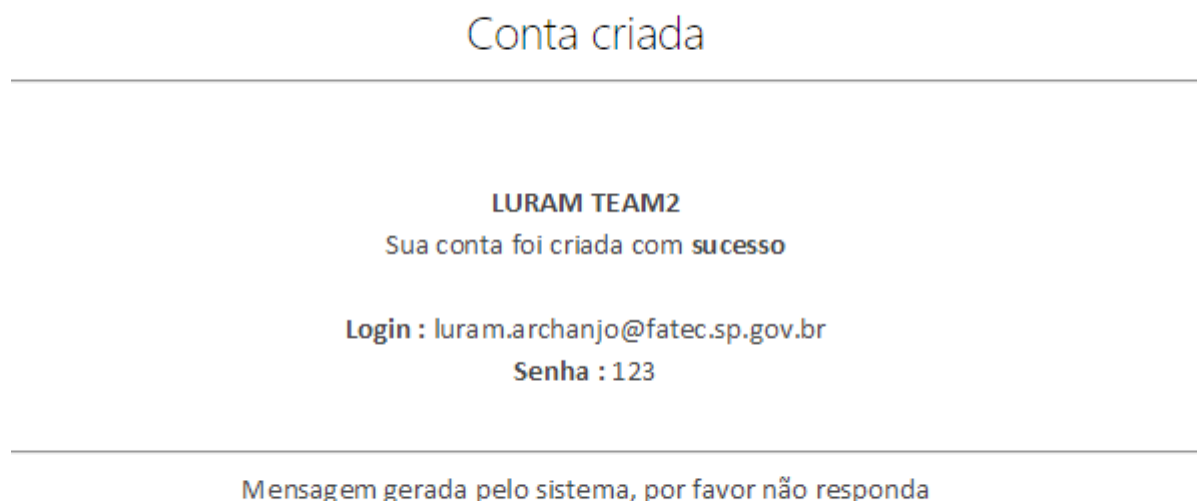 Conta criada
LURAM TEAM2
Sua conta foi criada com sucesso
Login : luram.archanjo@fatec.sp.gov.br
Senha : 123
Mensagem gerada pelo sistema, por favor não responda